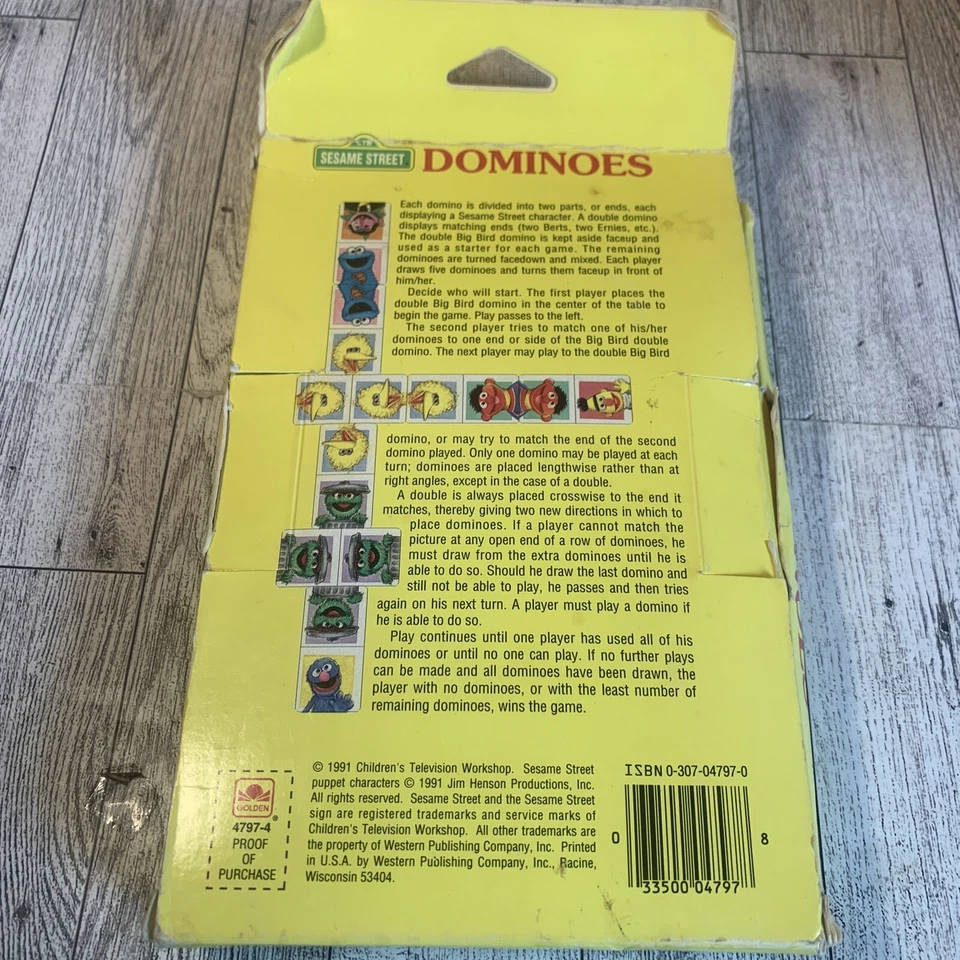 SESAME STREET DOMINOES
Each domino is divided into two parts, or ends, each
displaying a Sesame Street character. A double domino
displays matching ends (two Berts, two Ernies, etc.).
The double Big Bird domino is kept aside faceup and
used as a starter for each game. The remaining
dominoes are turned facedown and mixed. Each player
draws five dominoes and turns them faceup in front of
him/her.
Decide who will start. The first player places the
double Big Bird domino in the center of the table to
begin the game. Play passes to the left.
The second player tries to match one of his/her
dominoes to one end or side of the Big Bird double
domino. The next player may play to the double Big Bird
domino, or may try to match the end of the second
domino played. Only one domino may be played at each
turn; dominoes are placed lengthwise rather than at
right angles, except in the case of a double.
A double is always placed crosswise to the end it
matches, thereby giving two new directions in which to
place dominoes. If a player cannot match the
picture at any open end of a row of dominoes, he
must draw from the extra dominoes until he is
able to do so. Should he draw the last domino and
still not be able to play, he passes and then tries
again on his next turn. A player must play a domino if
he is able to do so.
Play continues until one player has used all of his
dominoes or until no one can play. If no further plays
can be made and all dominoes have been drawn, the
player with no dominoes, or with the least number of
remaining dominoes, wins the game.
GOLDEN®
4797-4
PROOF
OF
PURCHASE
© 1991 Children's Television Workshop. Sesame Street
puppet characters © 1991 Jim Henson Productions, Inc.
All rights reserved. Sesame Street and the Sesame Street
sign are registered trademarks and service marks of
Children's Television Workshop. All other trademarks are
the property of Western Publishing Company, Inc. Printed
in U.S.A. by Western Publishing Company, Inc., Racine,
Wisconsin 53404.
ISBN 0-307-04797-0
0 33500 04797 8